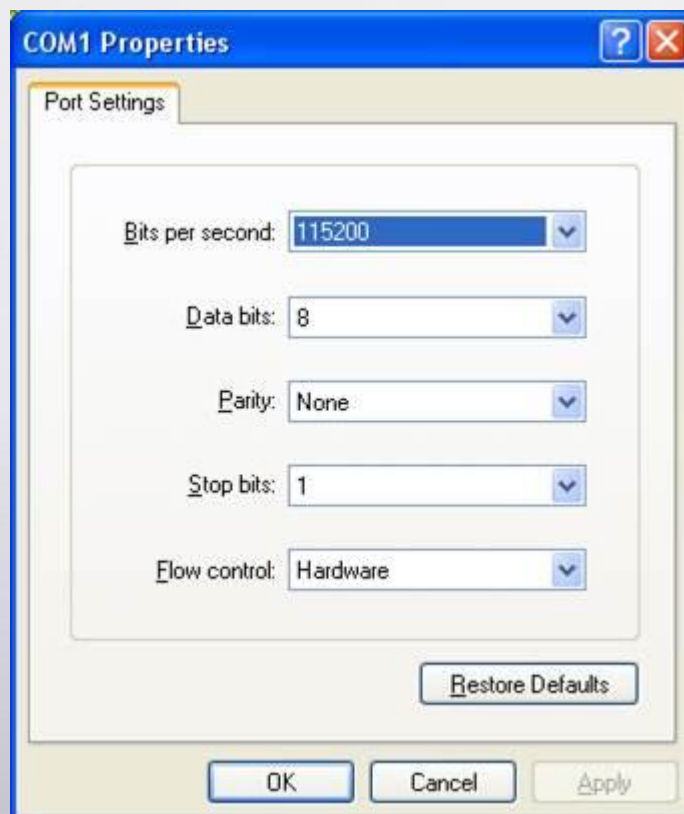 COM1 Properties
Port Settings
Bits per second: 115200
Data bits: 8
Parity: None
Stop bits: 1
Flow control: Hardware
Restore Defaults
OK Cancel Apply